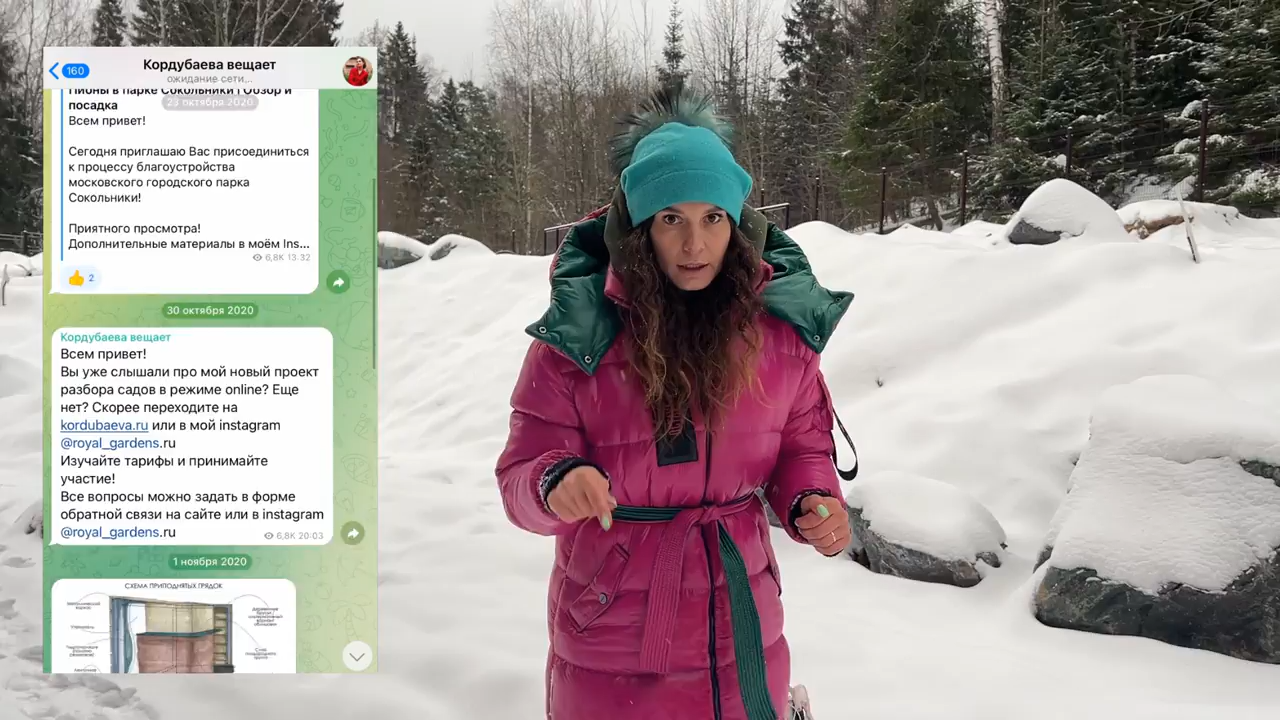 160
Кордубаева вещает
ожидание сети...
Пионы в парке Сокольники | Обзор и
посадка
23 октября 2020
Всем привет!
Сегодня приглашаю Вас присоединиться
к процессу благоустройства
московского городского парка
Сокольники!
Приятного просмотра!
Дополнительные материалы в моём Ins...
6,8K 13:32
2
30 октября 2020
Кордубаева вещает
Всем привет!
Вы уже слышали про мой новый проект
разбора садов в режиме online? Еще
нет? Скорее переходите на
kordubaeva.ru или в мой instagram
@royal_gardens.ru
Изучайте тарифы и принимайте
участие!
Все вопросы можно задать в форме
обратной связи на сайте или в instagram
@royal_gardens.ru
6,8K 20:03
1 ноября 2020
СХЕМА ПРИПОДНЯТЫХ ГРЯДОК